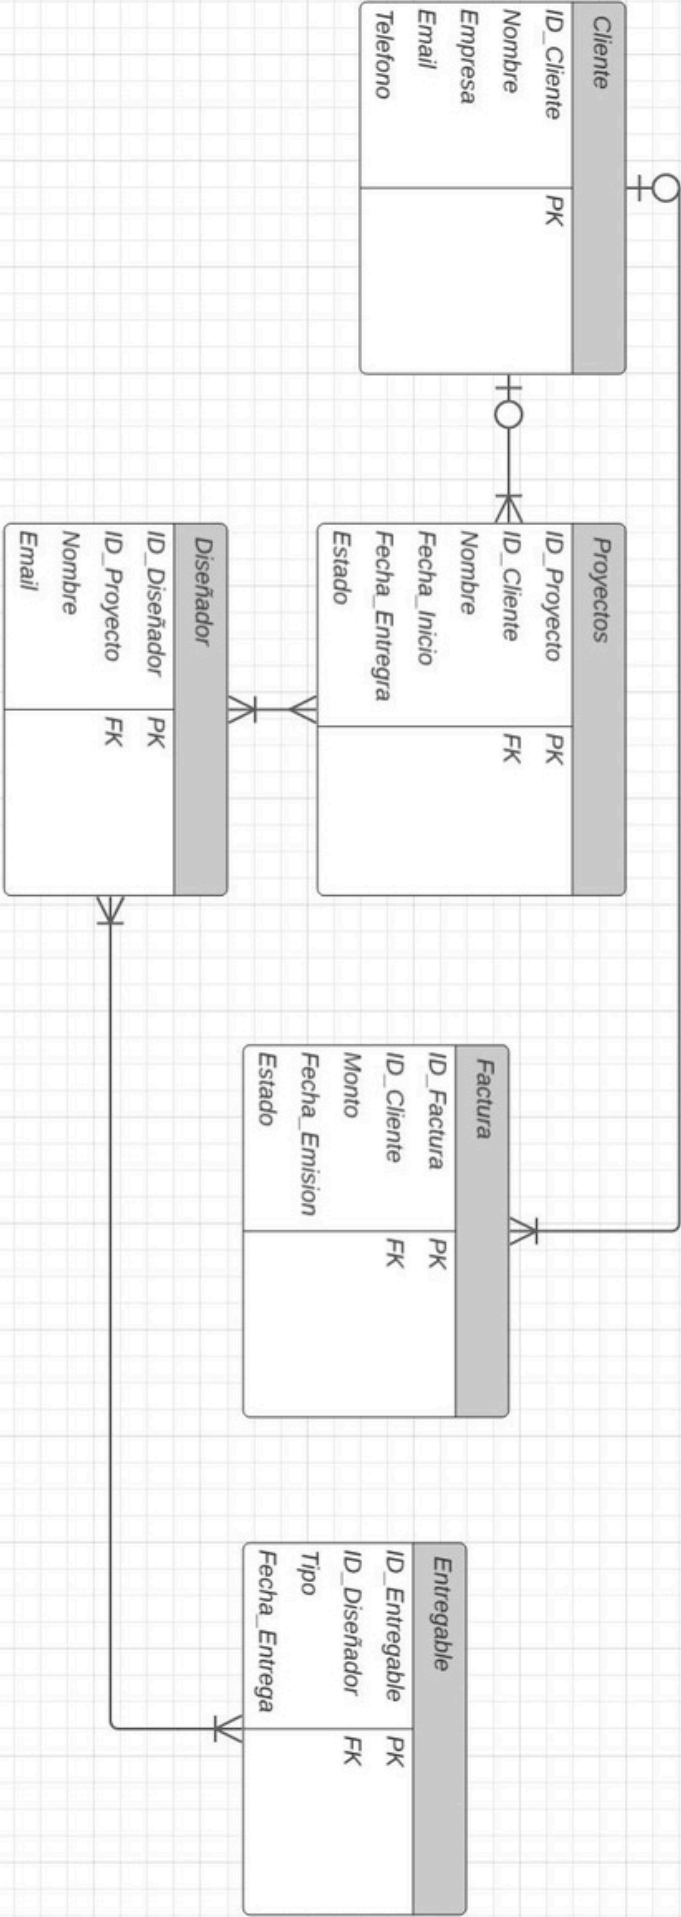 Cliente
ID_Cliente PK
Nombre
Empresa
Email
Telefono
Proyectos
ID_Proyecto PK
ID_Cliente FK
Nombre
Fecha_Inicio
Fecha_Entregra
Estado
Diseñador
ID_Diseñador PK
ID_Proyecto FK
Nombre
Email
Factura
ID_Factura PK
ID_Cliente FK
Monto
Fecha_Emision
Estado
Entregable
ID_Entregable PK
ID_Diseñador FK
Tipo
Fecha_Entrega